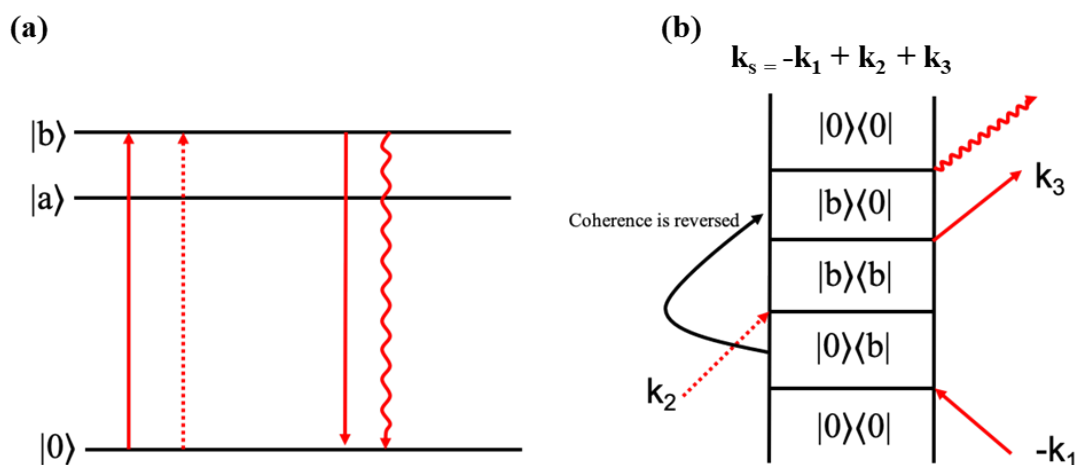 (a)
|b⟩
|a⟩
|0⟩
(b)
kₛ = -k₁ + k₂ + k₃
|0⟩⟨0|
k₃
|b⟩⟨0|
Coherence is reversed
|b⟩⟨b|
|0⟩⟨b|
k₂
|0⟩⟨0|
-k₁